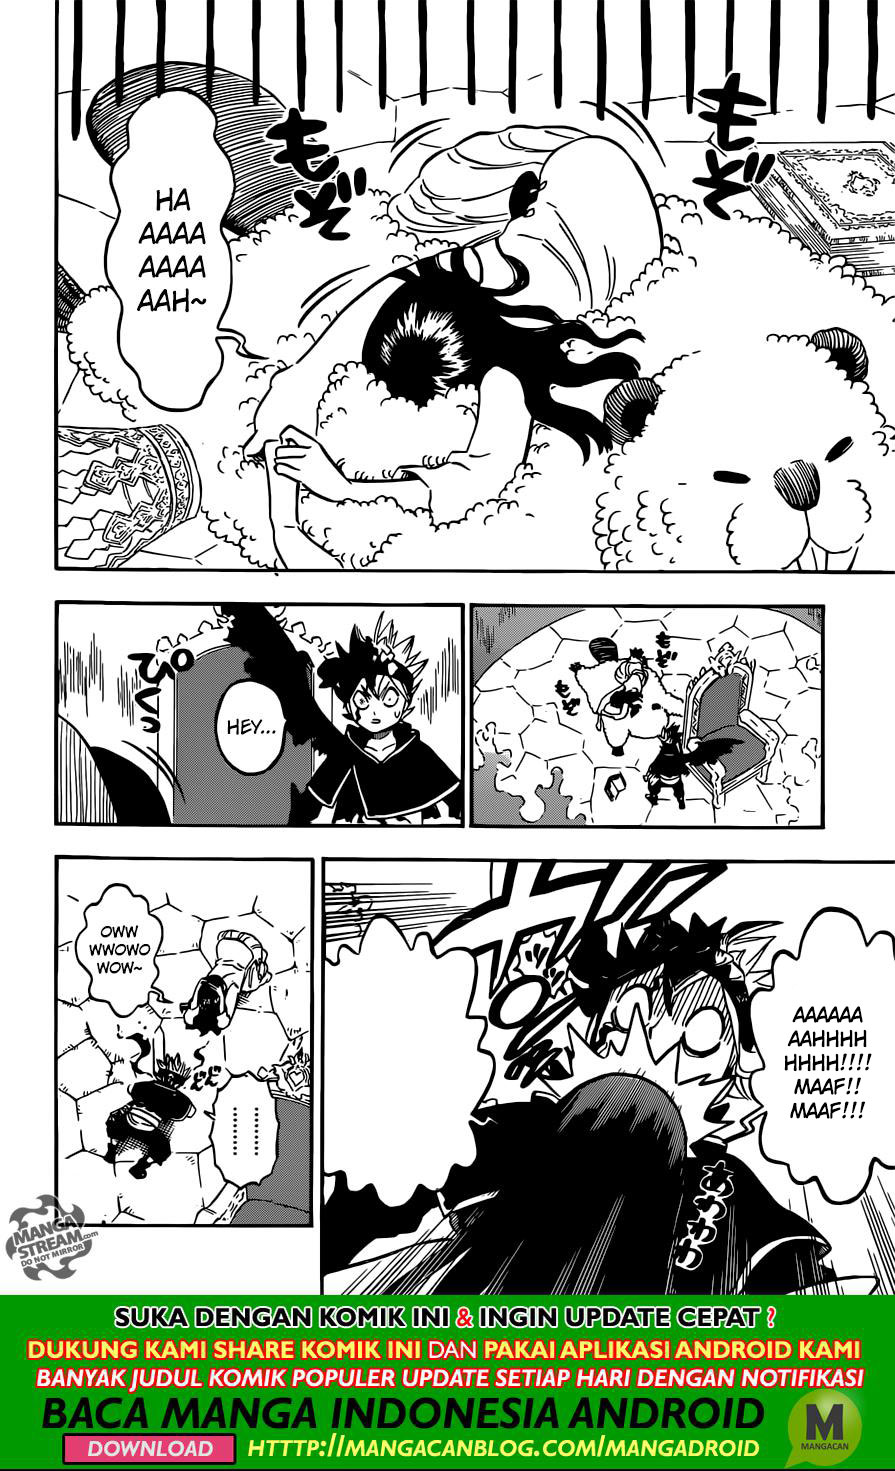 もぞ
もぞ
HA
AAAA
AAAA
AAH~
もぞ
もぞ
ぴくっ
HEY...
AAAAAA
AAHHHH
HHHH!!!!
MAAF!!
MAAF!!!
あわわわ
OWW
WWOWO
WOW~
.........
MANGA
STREAM.com
DO NOT MIRROR
SUKA DENGAN KOMIK INI & INGIN UPDATE CEPAT ?
DUKUNG KAMI SHARE KOMIK INI DAN PAKAI APLIKASI ANDROID KAMI
BANYAK JUDUL KOMIK POPULER UPDATE SETIAP HARI DENGAN NOTIFIKASI
BACA MANGA INDONESIA ANDROID
DOWNLOAD HTTTP://MANGACANBLOG.COM/MANGADROID
M
MANGACAN